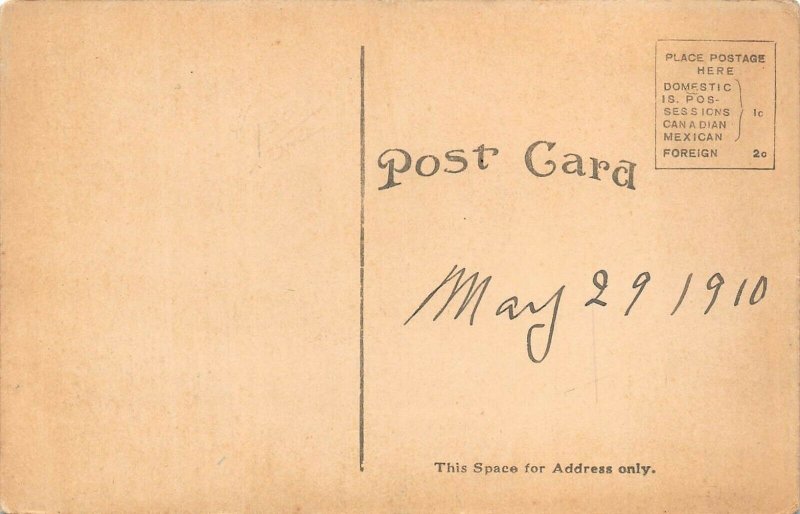 PLACE POSTAGE
HERE
DOMESTIC
IS. POS-
SESSIONS
CANADIAN
MEXICAN
1c
FOREIGN 2c
Post Card
May 29 1910
This Space for Address only.